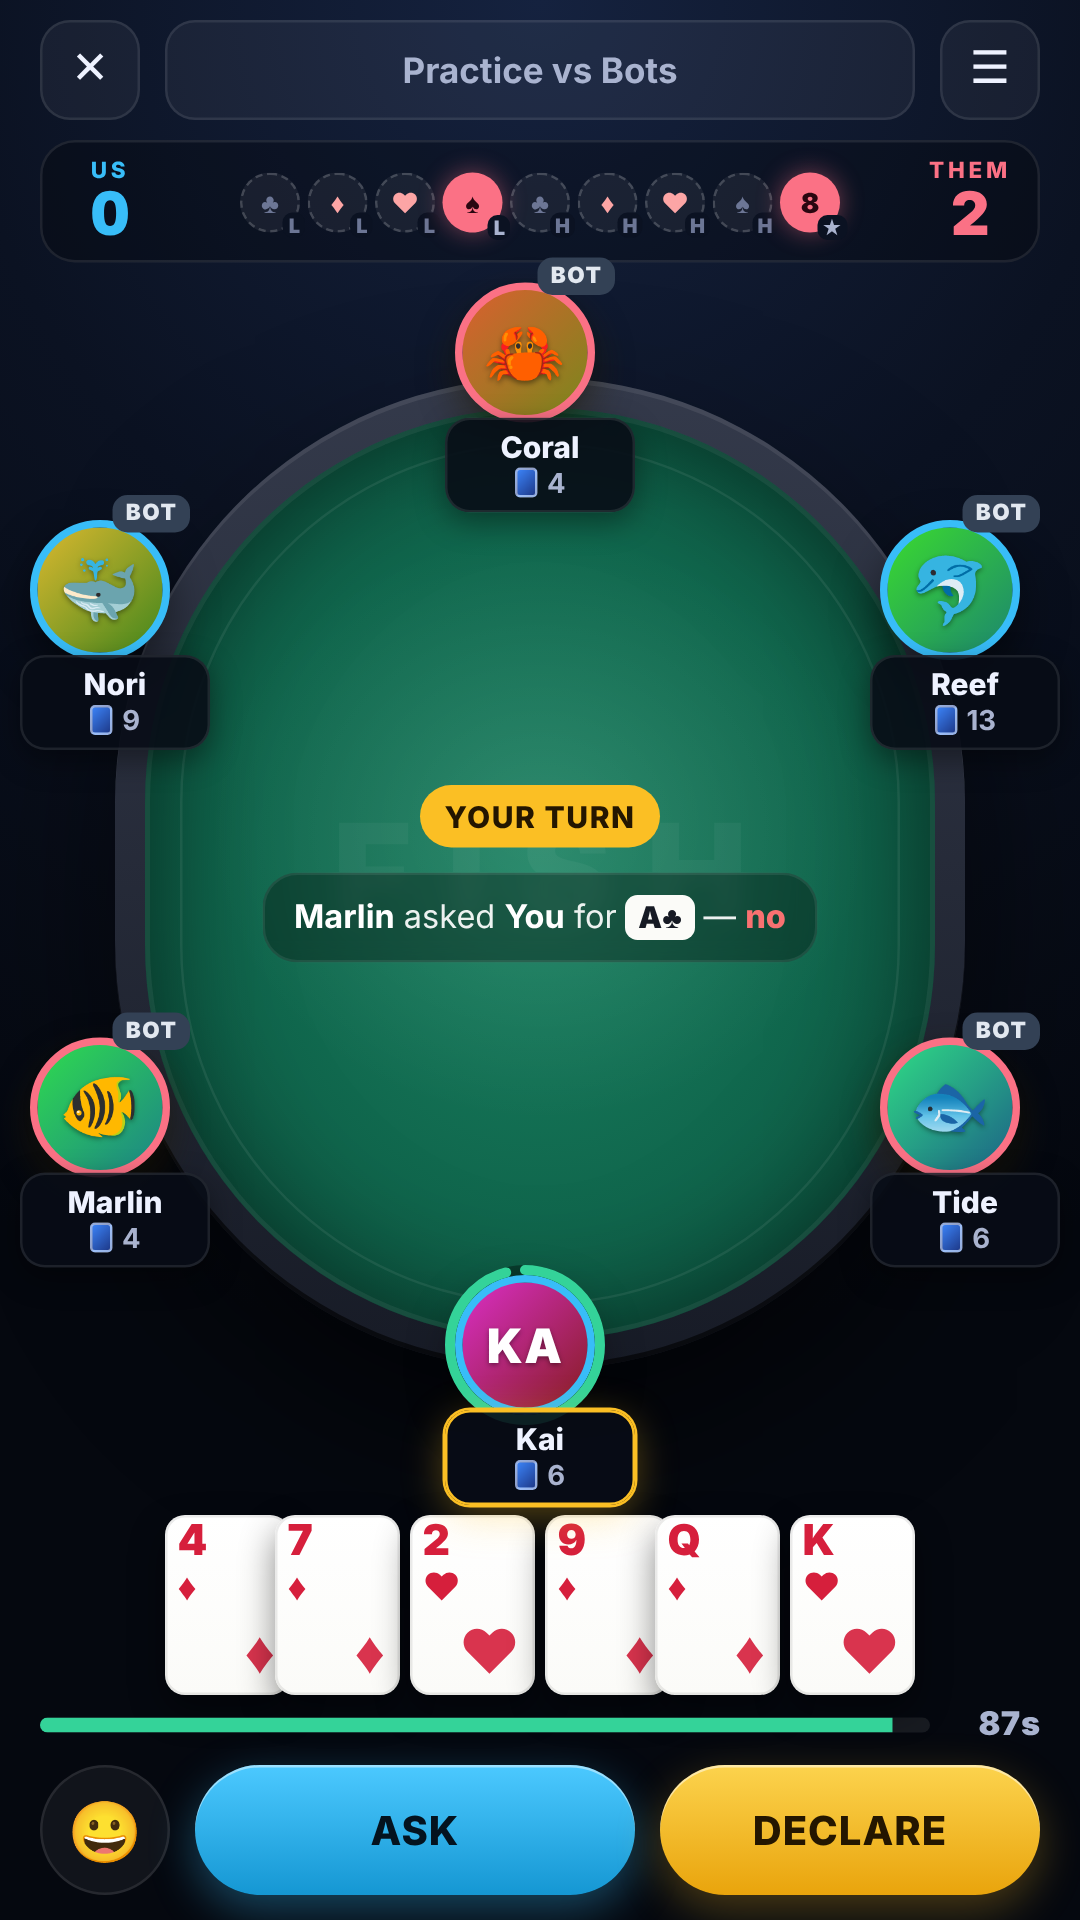 ✕ Practice vs Bots ☰
US
0
♣ L ♦ L ♥ L ♠ L ♣ H ♦ H ♥ H ♠ H 8 ★
THEM
2
BOT
Coral
4
BOT
Nori
9
BOT
Reef
13
FISH
YOUR TURN
Marlin asked You for A♣ — no
BOT
Marlin
4
BOT
Tide
6
KA
Kai
6
4♦ 7♦ 2♥ 9♦ Q♦ K♥
87s
ASK
DECLARE